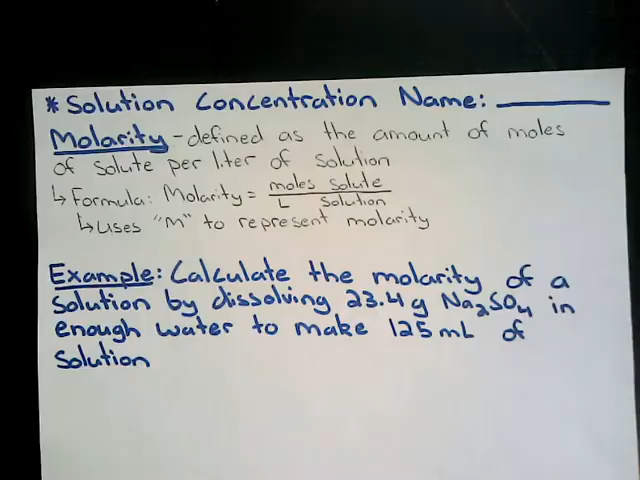 * Solution Concentration Name: ________
Molarity - defined as the amount of moles
of solute per liter of solution
↳ Formula: Molarity = moles solute / L solution
↳ Uses "M" to represent molarity
Example: Calculate the molarity of a
solution by dissolving 23.4g Na₂SO₄ in
enough water to make 125 mL of
solution